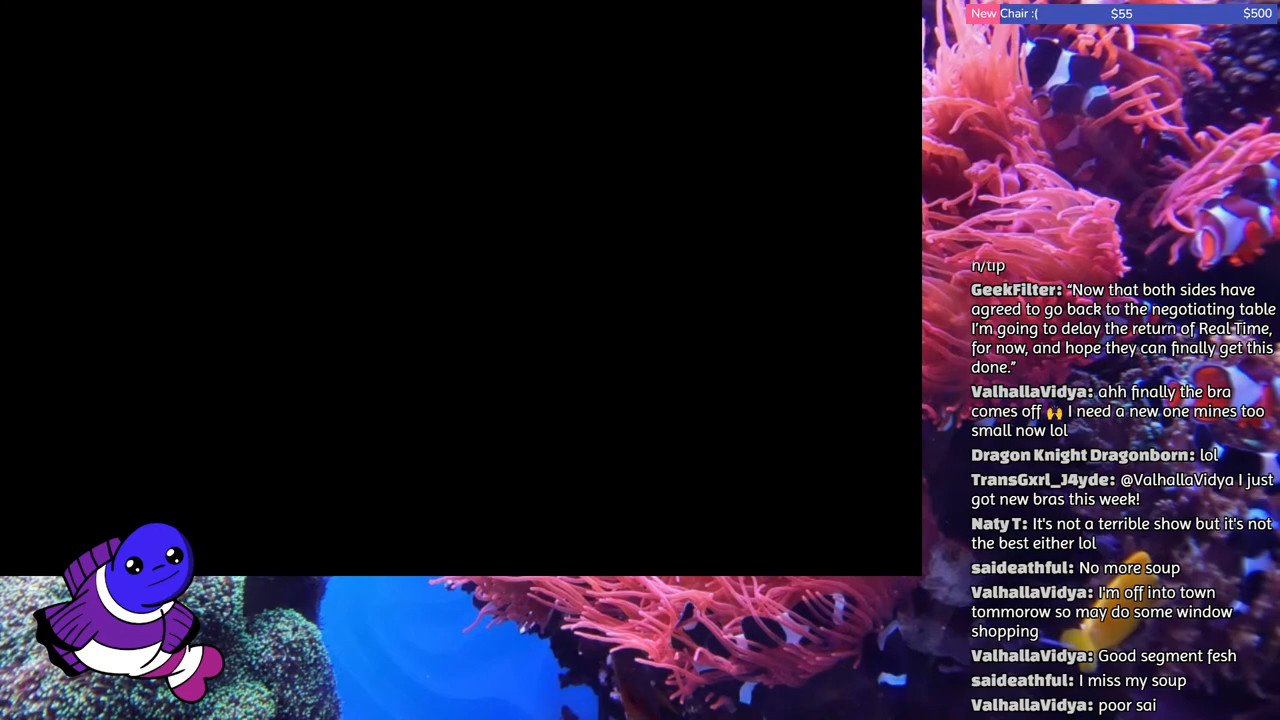 New Chair :( $55 $500
n/tip
GeekFilter: “Now that both sides have
agreed to go back to the negotiating table
I’m going to delay the return of Real Time,
for now, and hope they can finally get this
done.”
ValhallaVidya: ahh finally the bra
comes off 🙌 I need a new one mines too
small now lol
Dragon Knight Dragonborn: lol
TransGxrl_J4yde: @ValhallaVidya I just
got new bras this week!
Naty T: It's not a terrible show but it's not
the best either lol
saideathful: No more soup
ValhallaVidya: I'm off into town
tommorow so may do some window
shopping
ValhallaVidya: Good segment fesh
saideathful: I miss my soup
ValhallaVidya: poor sai